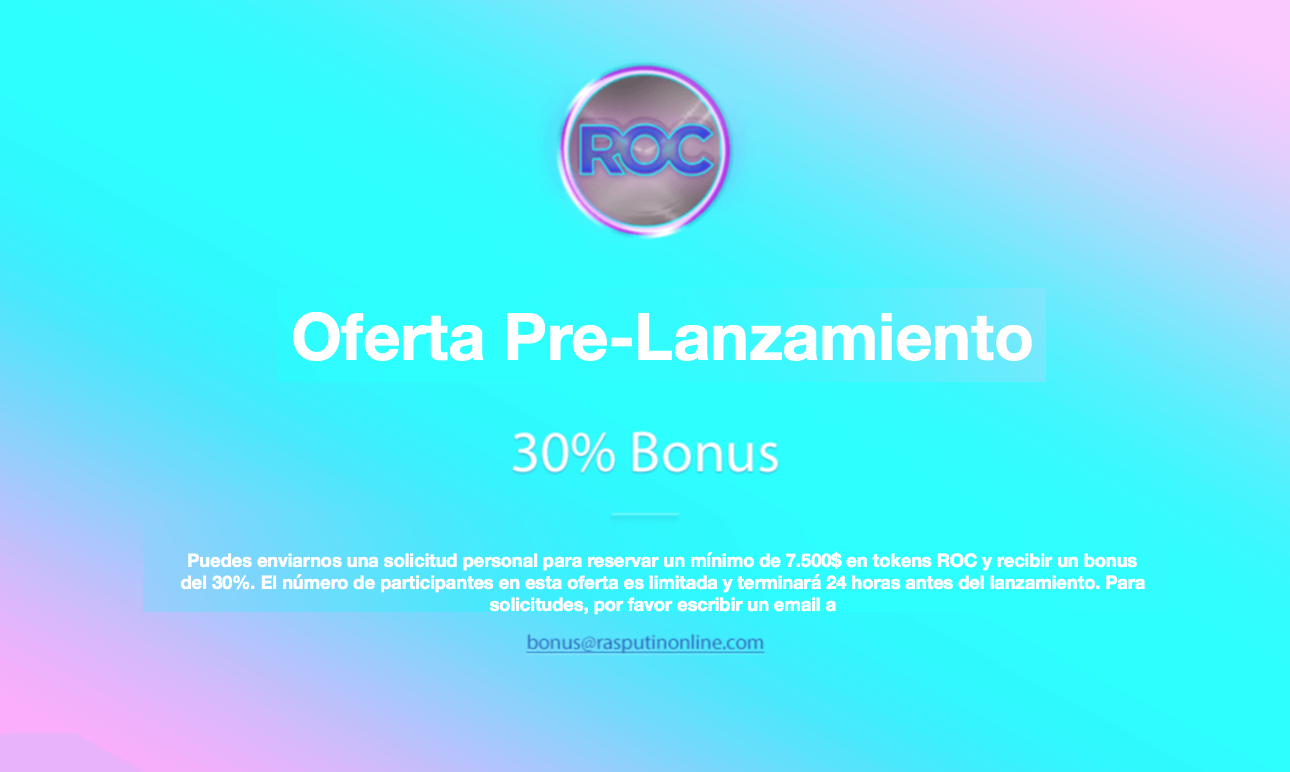 ROC
Oferta Pre-Lanzamiento
30% Bonus
Puedes enviarnos una solicitud personal para reservar un mínimo de 7.500$ en tokens ROC y recibir un bonus
del 30%. El número de participantes en esta oferta es limitada y terminará 24 horas antes del lanzamiento. Para
solicitudes, por favor escribir un email a
bonus@rasputinonline.com